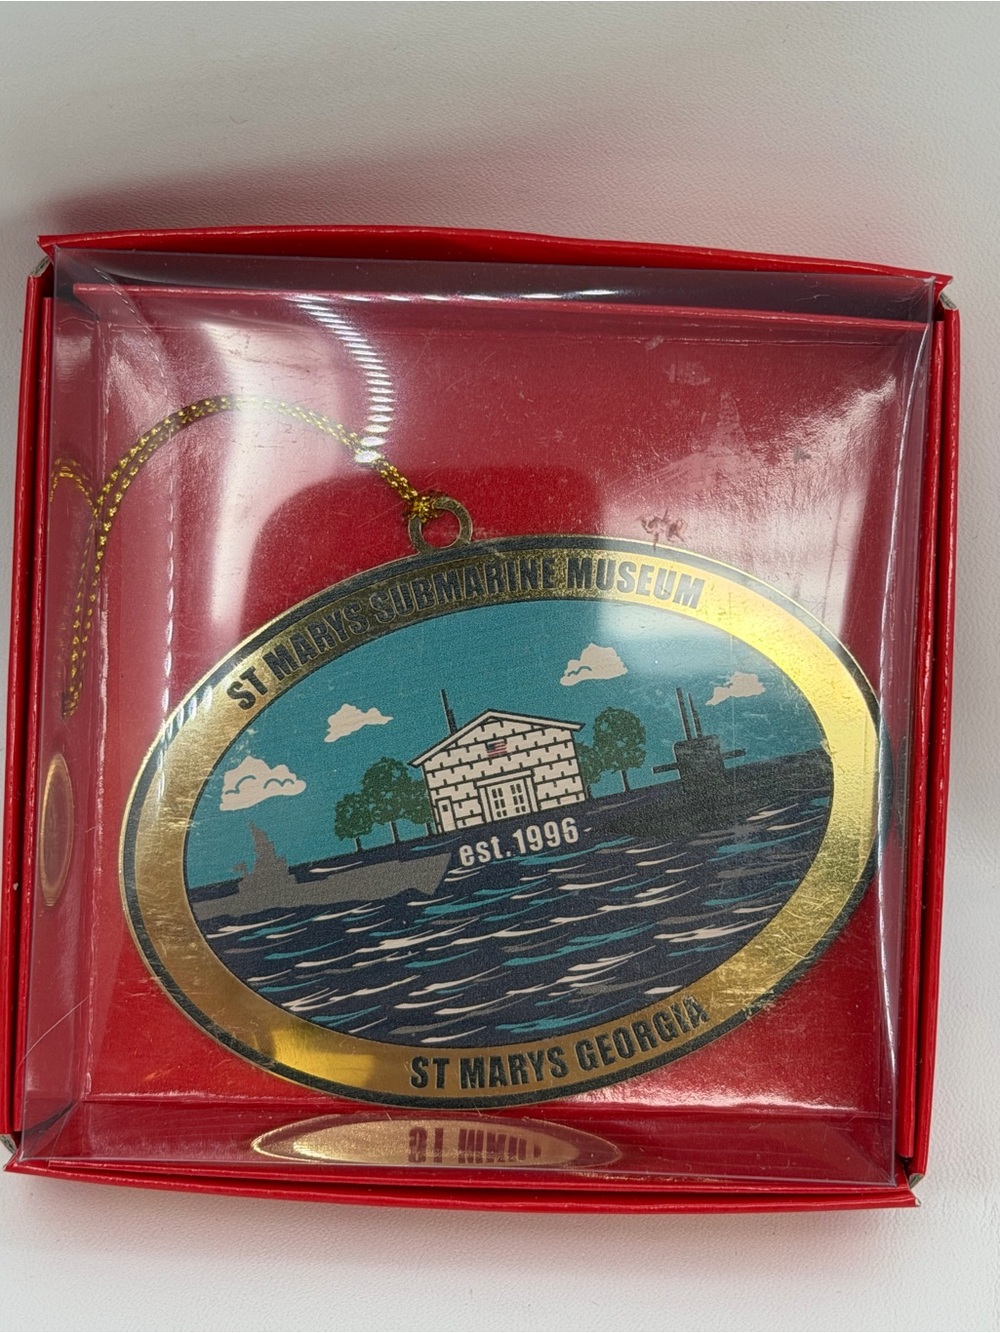 ST MARYS SUBMARINE MUSEUM
est. 1996
ST MARYS GEORGIA